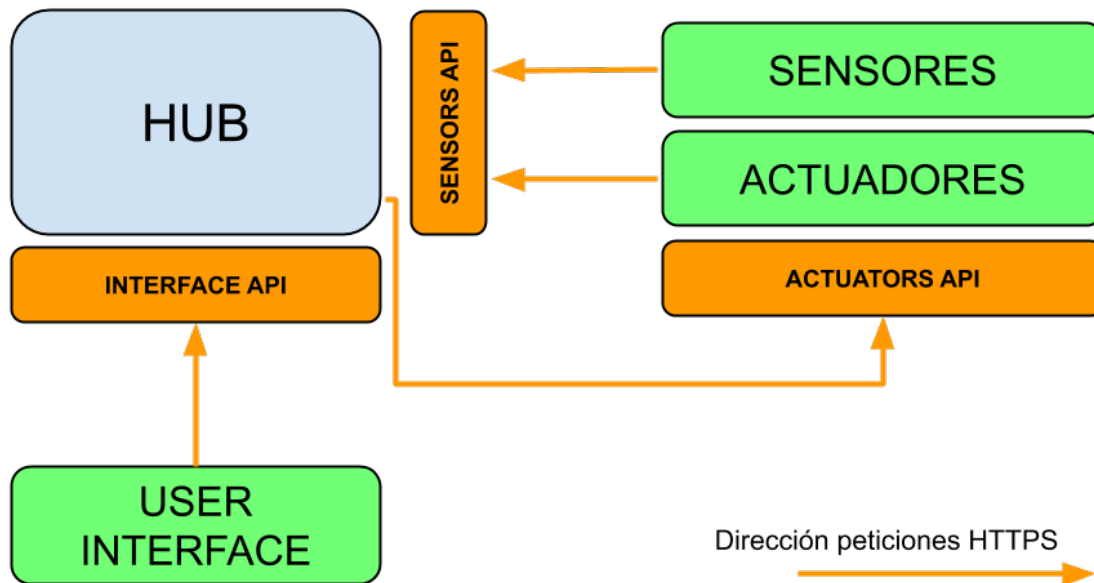 HUB
SENSORS API
SENSORES
ACTUADORES
INTERFACE API
ACTUATORS API
USER
INTERFACE
Dirección peticiones HTTPS